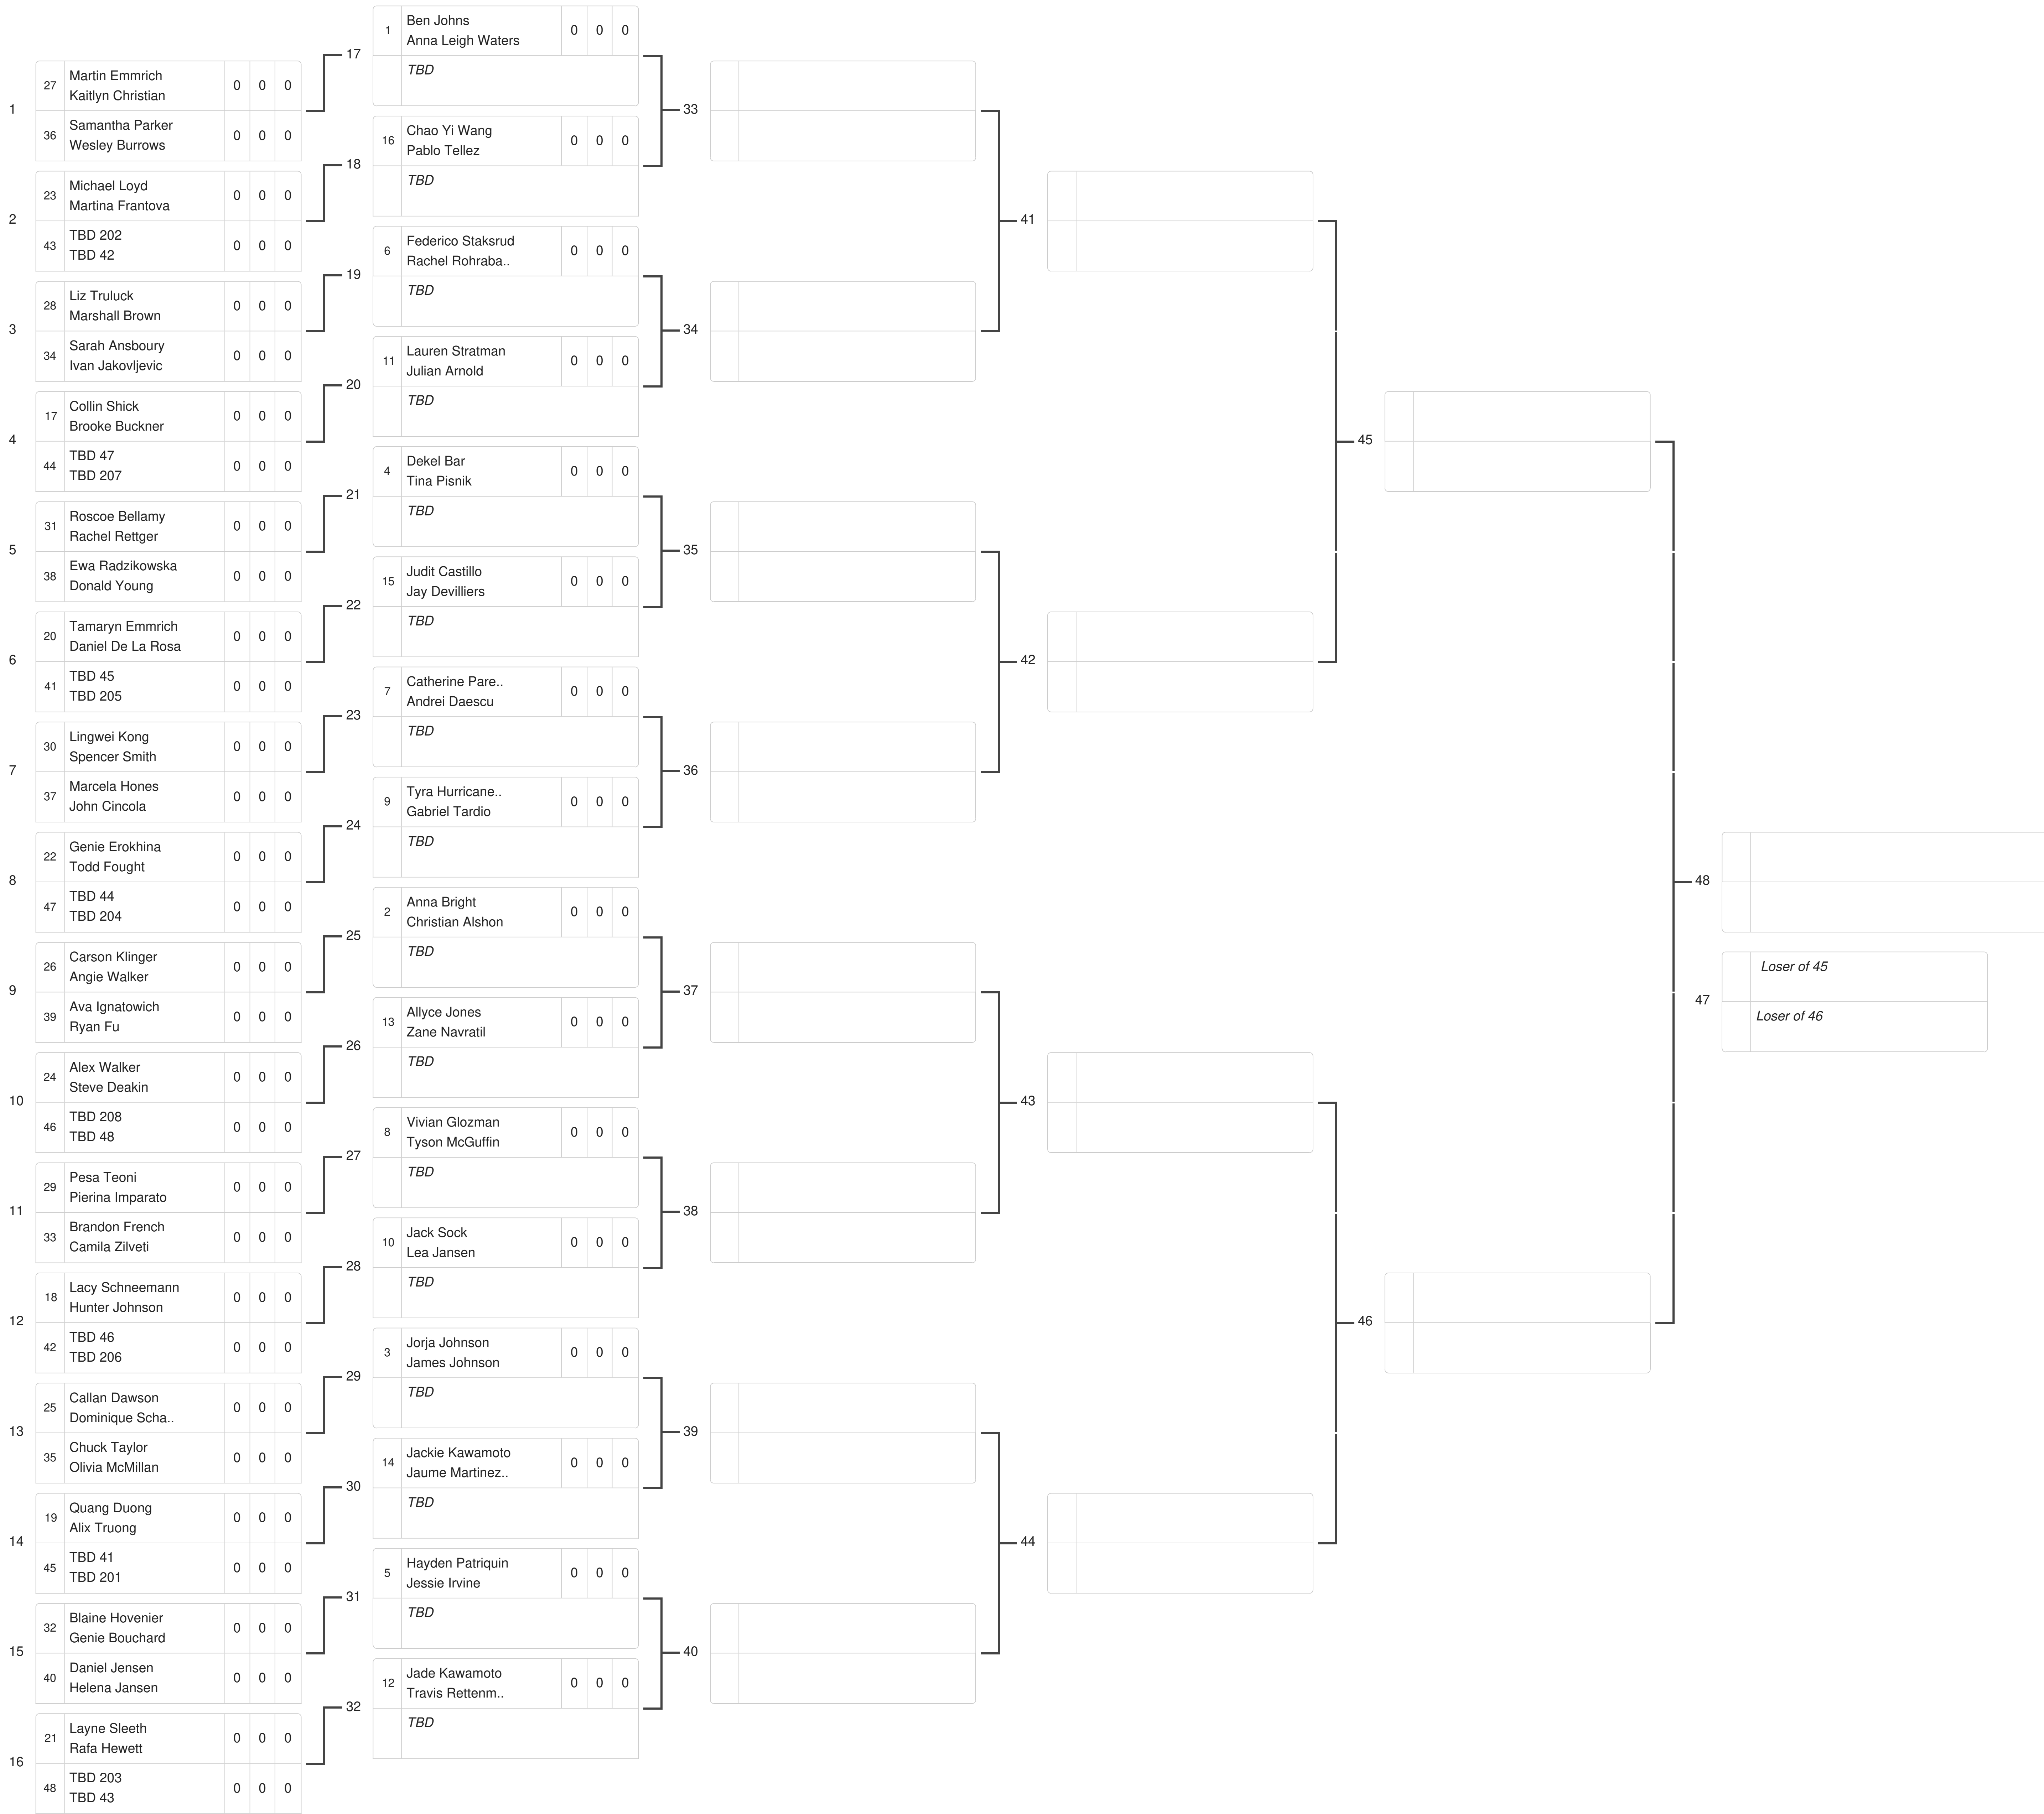 1
27
Martin Emmrich
Kaitlyn Christian
0 0 0
36
Samantha Parker
Wesley Burrows
0 0 0
2
23
Michael Loyd
Martina Frantova
0 0 0
43
TBD 202
TBD 42
0 0 0
3
28
Liz Truluck
Marshall Brown
0 0 0
34
Sarah Ansboury
Ivan Jakovljevic
0 0 0
4
17
Collin Shick
Brooke Buckner
0 0 0
44
TBD 47
TBD 207
0 0 0
5
31
Roscoe Bellamy
Rachel Rettger
0 0 0
38
Ewa Radzikowska
Donald Young
0 0 0
6
20
Tamaryn Emmrich
Daniel De La Rosa
0 0 0
41
TBD 45
TBD 205
0 0 0
7
30
Lingwei Kong
Spencer Smith
0 0 0
37
Marcela Hones
John Cincola
0 0 0
8
22
Genie Erokhina
Todd Fought
0 0 0
47
TBD 44
TBD 204
0 0 0
9
26
Carson Klinger
Angie Walker
0 0 0
39
Ava Ignatowich
Ryan Fu
0 0 0
10
24
Alex Walker
Steve Deakin
0 0 0
46
TBD 208
TBD 48
0 0 0
11
29
Pesa Teoni
Pierina Imparato
0 0 0
33
Brandon French
Camila Zilveti
0 0 0
12
18
Lacy Schneemann
Hunter Johnson
0 0 0
42
TBD 46
TBD 206
0 0 0
13
25
Callan Dawson
Dominique Scha..
0 0 0
35
Chuck Taylor
Olivia McMillan
0 0 0
14
19
Quang Duong
Alix Truong
0 0 0
45
TBD 41
TBD 201
0 0 0
15
32
Blaine Hovenier
Genie Bouchard
0 0 0
40
Daniel Jensen
Helena Jansen
0 0 0
16
21
Layne Sleeth
Rafa Hewett
0 0 0
48
TBD 203
TBD 43
0 0 0
17
1
Ben Johns
Anna Leigh Waters
0 0 0
TBD
18
16
Chao Yi Wang
Pablo Tellez
0 0 0
TBD
19
6
Federico Staksrud
Rachel Rohraba..
0 0 0
TBD
20
11
Lauren Stratman
Julian Arnold
0 0 0
TBD
21
4
Dekel Bar
Tina Pisnik
0 0 0
TBD
22
15
Judit Castillo
Jay Devilliers
0 0 0
TBD
23
7
Catherine Pare..
Andrei Daescu
0 0 0
TBD
24
9
Tyra Hurricane..
Gabriel Tardio
0 0 0
TBD
25
2
Anna Bright
Christian Alshon
0 0 0
TBD
26
13
Allyce Jones
Zane Navratil
0 0 0
TBD
27
8
Vivian Glozman
Tyson McGuffin
0 0 0
TBD
28
10
Jack Sock
Lea Jansen
0 0 0
TBD
29
3
Jorja Johnson
James Johnson
0 0 0
TBD
30
14
Jackie Kawamoto
Jaume Martinez..
0 0 0
TBD
31
5
Hayden Patriquin
Jessie Irvine
0 0 0
TBD
32
12
Jade Kawamoto
Travis Rettenm..
0 0 0
TBD
33
34
35
36
37
38
39
40
41
42
43
44
45
46
48
47
Loser of 45
Loser of 46